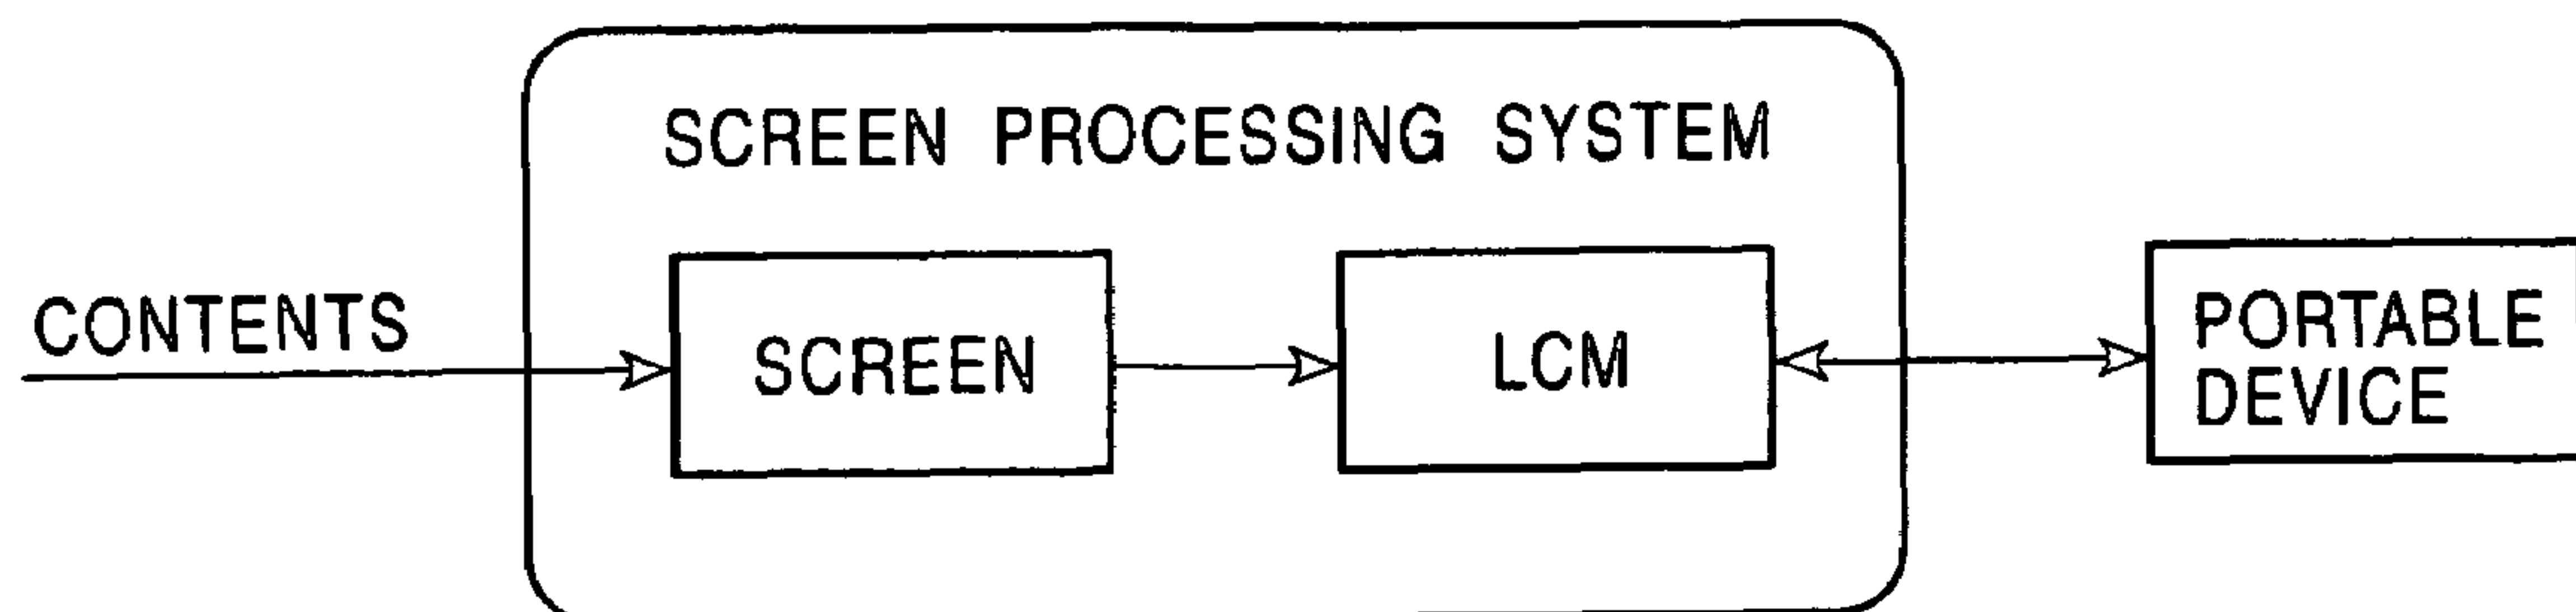 SCREEN PROCESSING SYSTEM
CONTENTS
SCREEN
LCM
PORTABLE
DEVICE